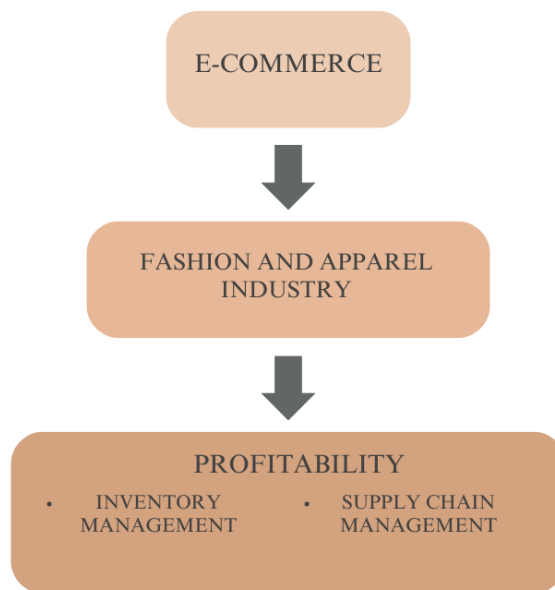 E-COMMERCE
FASHION AND APPAREL
INDUSTRY
PROFITABILITY
• INVENTORY
MANAGEMENT
• SUPPLY CHAIN
MANAGEMENT